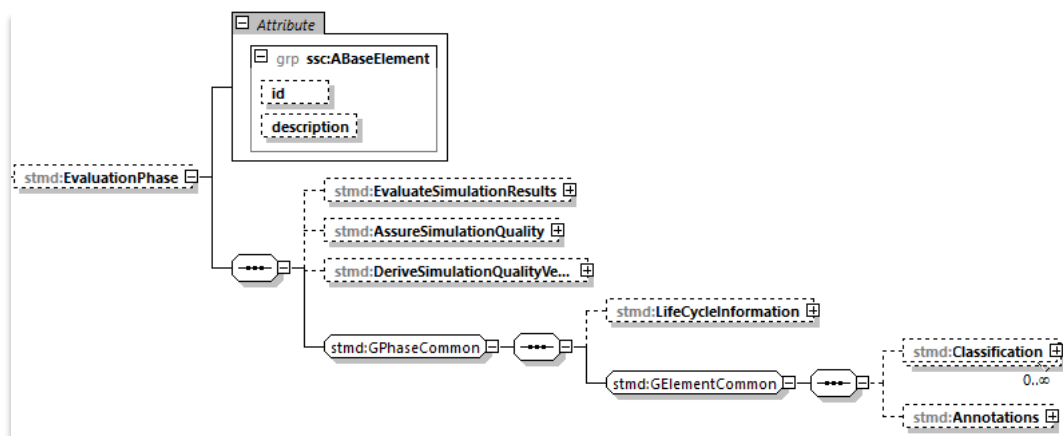 Attribute
grp ssc:ABaseElement
id
description
stmd:EvaluationPhase
stmd:EvaluateSimulationResults
stmd:AssureSimulationQuality
stmd:DeriveSimulationQualityVe...
stmd:LifeCycleInformation
stmd:GPhaseCommon
stmd:Classification
0..∞
stmd:GElementCommon
stmd:Annotations